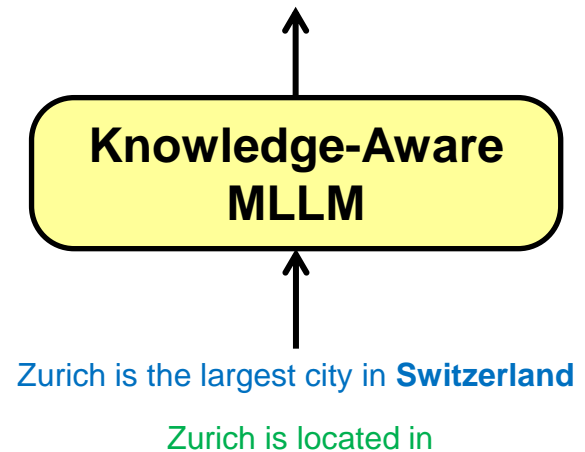 Knowledge-Aware
MLLM
Zurich is the largest city in Switzerland
Zurich is located in